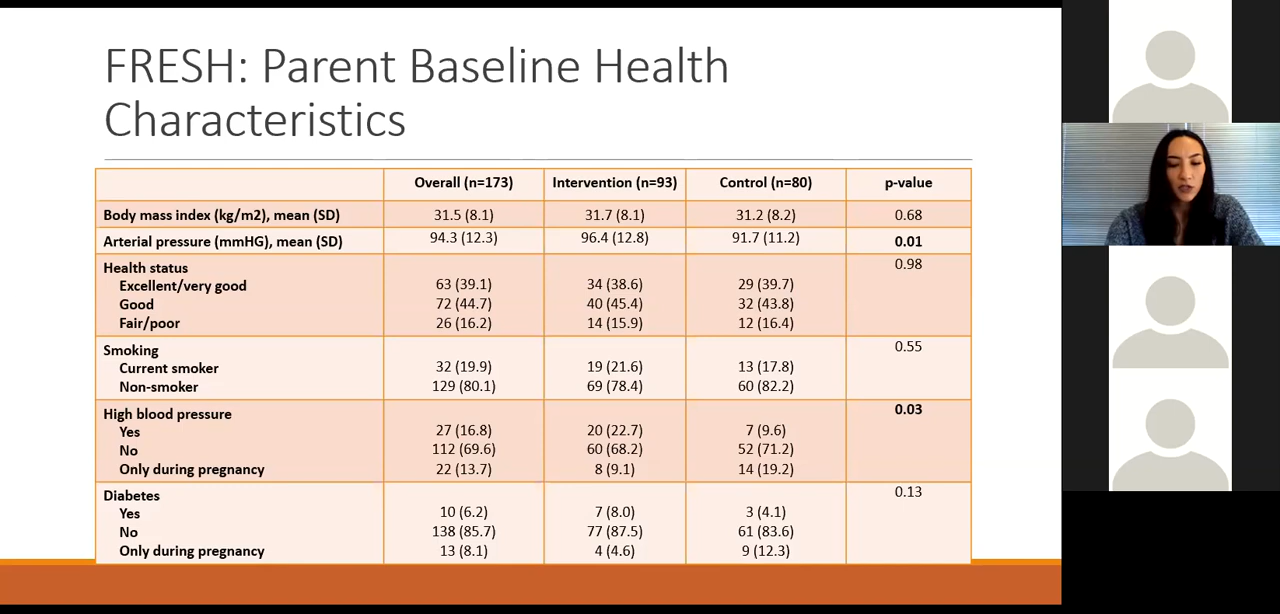 FRESH: Parent Baseline Health
Characteristics
Overall (n=173) Intervention (n=93) Control (n=80) p-value
Body mass index (kg/m2), mean (SD) 31.5 (8.1) 31.7 (8.1) 31.2 (8.2) 0.68
Arterial pressure (mmHG), mean (SD) 94.3 (12.3) 96.4 (12.8) 91.7 (11.2) 0.01
Health status 0.98
Excellent/very good 63 (39.1) 34 (38.6) 29 (39.7)
Good 72 (44.7) 40 (45.4) 32 (43.8)
Fair/poor 26 (16.2) 14 (15.9) 12 (16.4)
Smoking 0.55
Current smoker 32 (19.9) 19 (21.6) 13 (17.8)
Non-smoker 129 (80.1) 69 (78.4) 60 (82.2)
High blood pressure 0.03
Yes 27 (16.8) 20 (22.7) 7 (9.6)
No 112 (69.6) 60 (68.2) 52 (71.2)
Only during pregnancy 22 (13.7) 8 (9.1) 14 (19.2)
Diabetes 0.13
Yes 10 (6.2) 7 (8.0) 3 (4.1)
No 138 (85.7) 77 (87.5) 61 (83.6)
Only during pregnancy 13 (8.1) 4 (4.6) 9 (12.3)